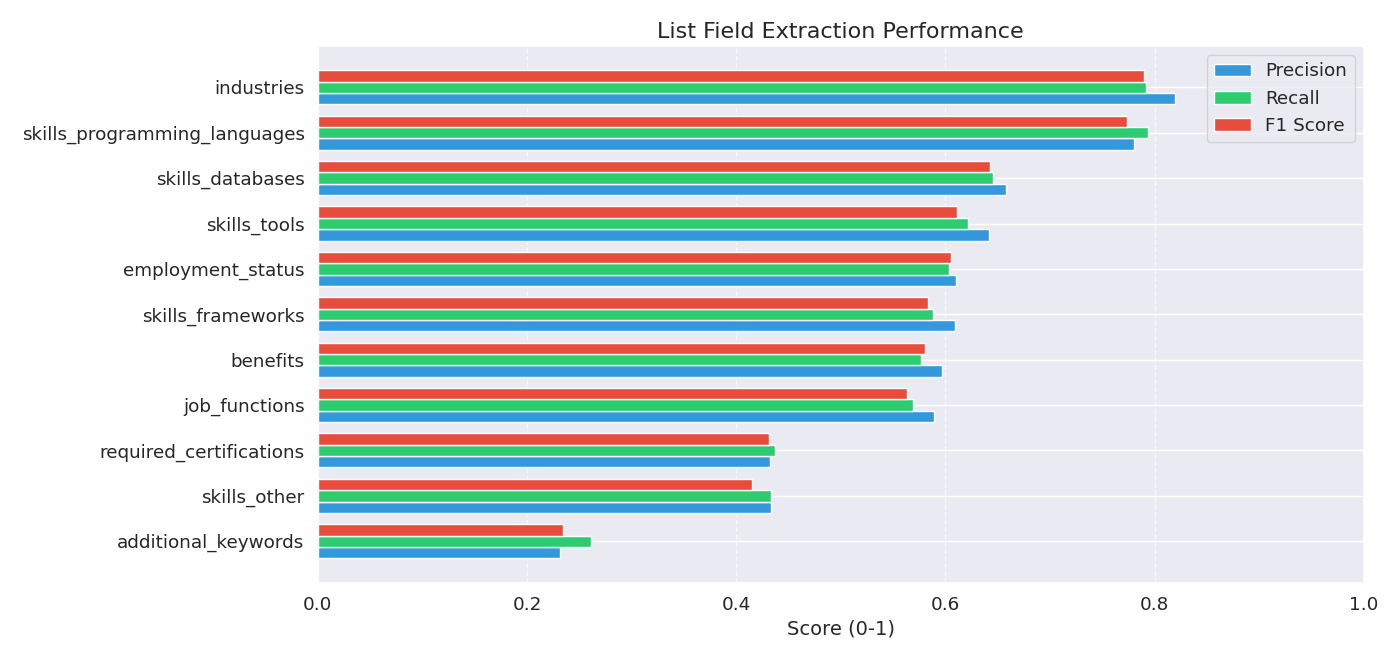 List Field Extraction Performance
Precision
Recall
F1 Score
industries
skills_programming_languages
skills_databases
skills_tools
employment_status
skills_frameworks
benefits
job_functions
required_certifications
skills_other
additional_keywords
0.0 0.2 0.4 0.6 0.8 1.0
Score (0-1)